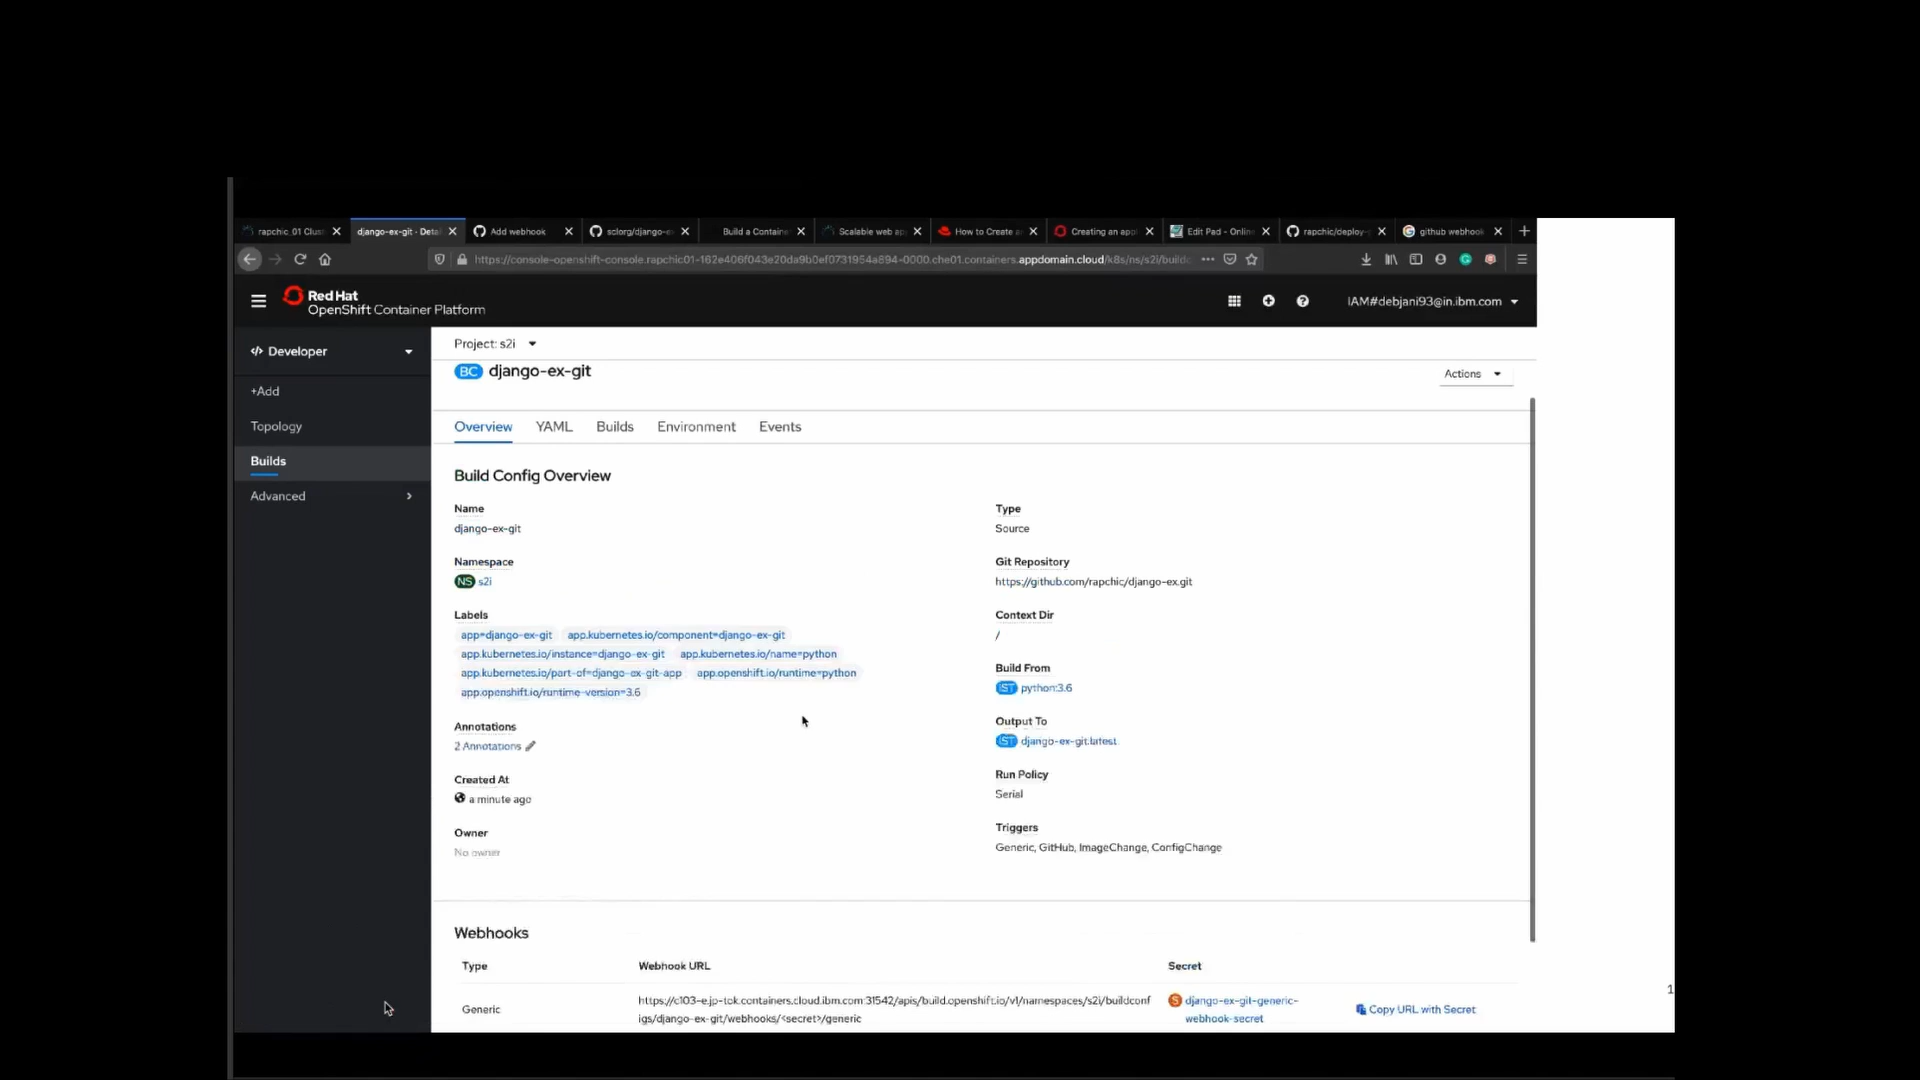 rapchic_01 Clus
django-ex-git - Deta
Add webhook
sclorg/django-e
Build a Containe
Scalable web ap
How to Create a
Creating an app
Edit Pad - Onlin
rapchic/deploy-
github webhook
https://console-openshift-console.rapchic01-162e406f043e20da9b0ef0731954a894-0000.che01.containers.appdomain.cloud/k8s/ns/s2i/buildc
Red Hat
OpenShift Container Platform
IAM#debjani93@in.ibm.com
Developer
Project: s2i
BC django-ex-git
Actions
+Add
Topology
Builds
Advanced
Overview YAML Builds Environment Events
Build Config Overview
Name
django-ex-git
Namespace
NS s2i
Labels
app=django-ex-git app.kubernetes.io/component=django-ex-git
app.kubernetes.io/instance=django-ex-git app.kubernetes.io/name=python
app.kubernetes.io/part-of=django-ex-git-app app.openshift.io/runtime=python
app.openshift.io/runtime-version=3.6
Annotations
2 Annotations
Created At
a minute ago
Owner
No owner
Type
Source
Git Repository
https://github.com/rapchic/django-ex.git
Context Dir
/
Build From
IST python:3.6
Output To
IST django-ex-git:latest
Run Policy
Serial
Triggers
Generic, GitHub, ImageChange, ConfigChange
Webhooks
Type Webhook URL Secret
Generic
https://c103-e.jp-tok.containers.cloud.ibm.com:31542/apis/build.openshift.io/v1/namespaces/s2i/buildconf
igs/django-ex-git/webhooks/<secret>/generic
S django-ex-git-generic-
webhook-secret
Copy URL with Secret
1